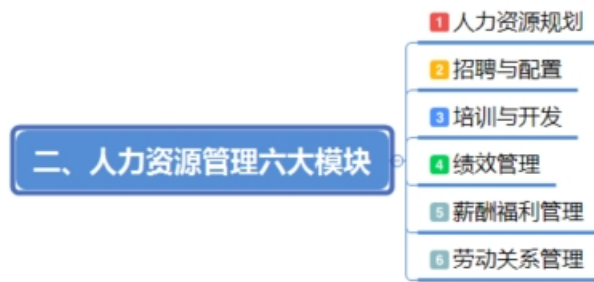 二、人力资源管理六大模块
1 人力资源规划
2 招聘与配置
3 培训与开发
4 绩效管理
5 薪酬福利管理
6 劳动关系管理